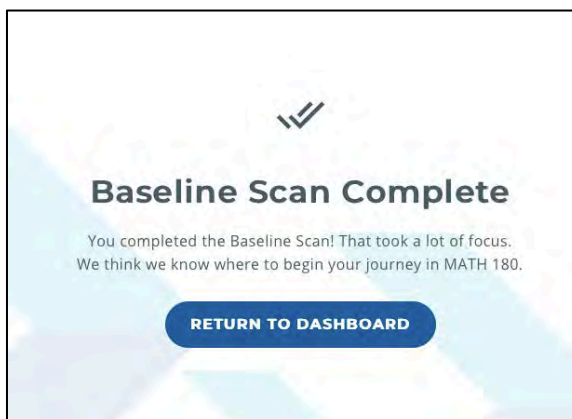 Baseline Scan Complete
You completed the Baseline Scan! That took a lot of focus.
We think we know where to begin your journey in MATH 180.
RETURN TO DASHBOARD